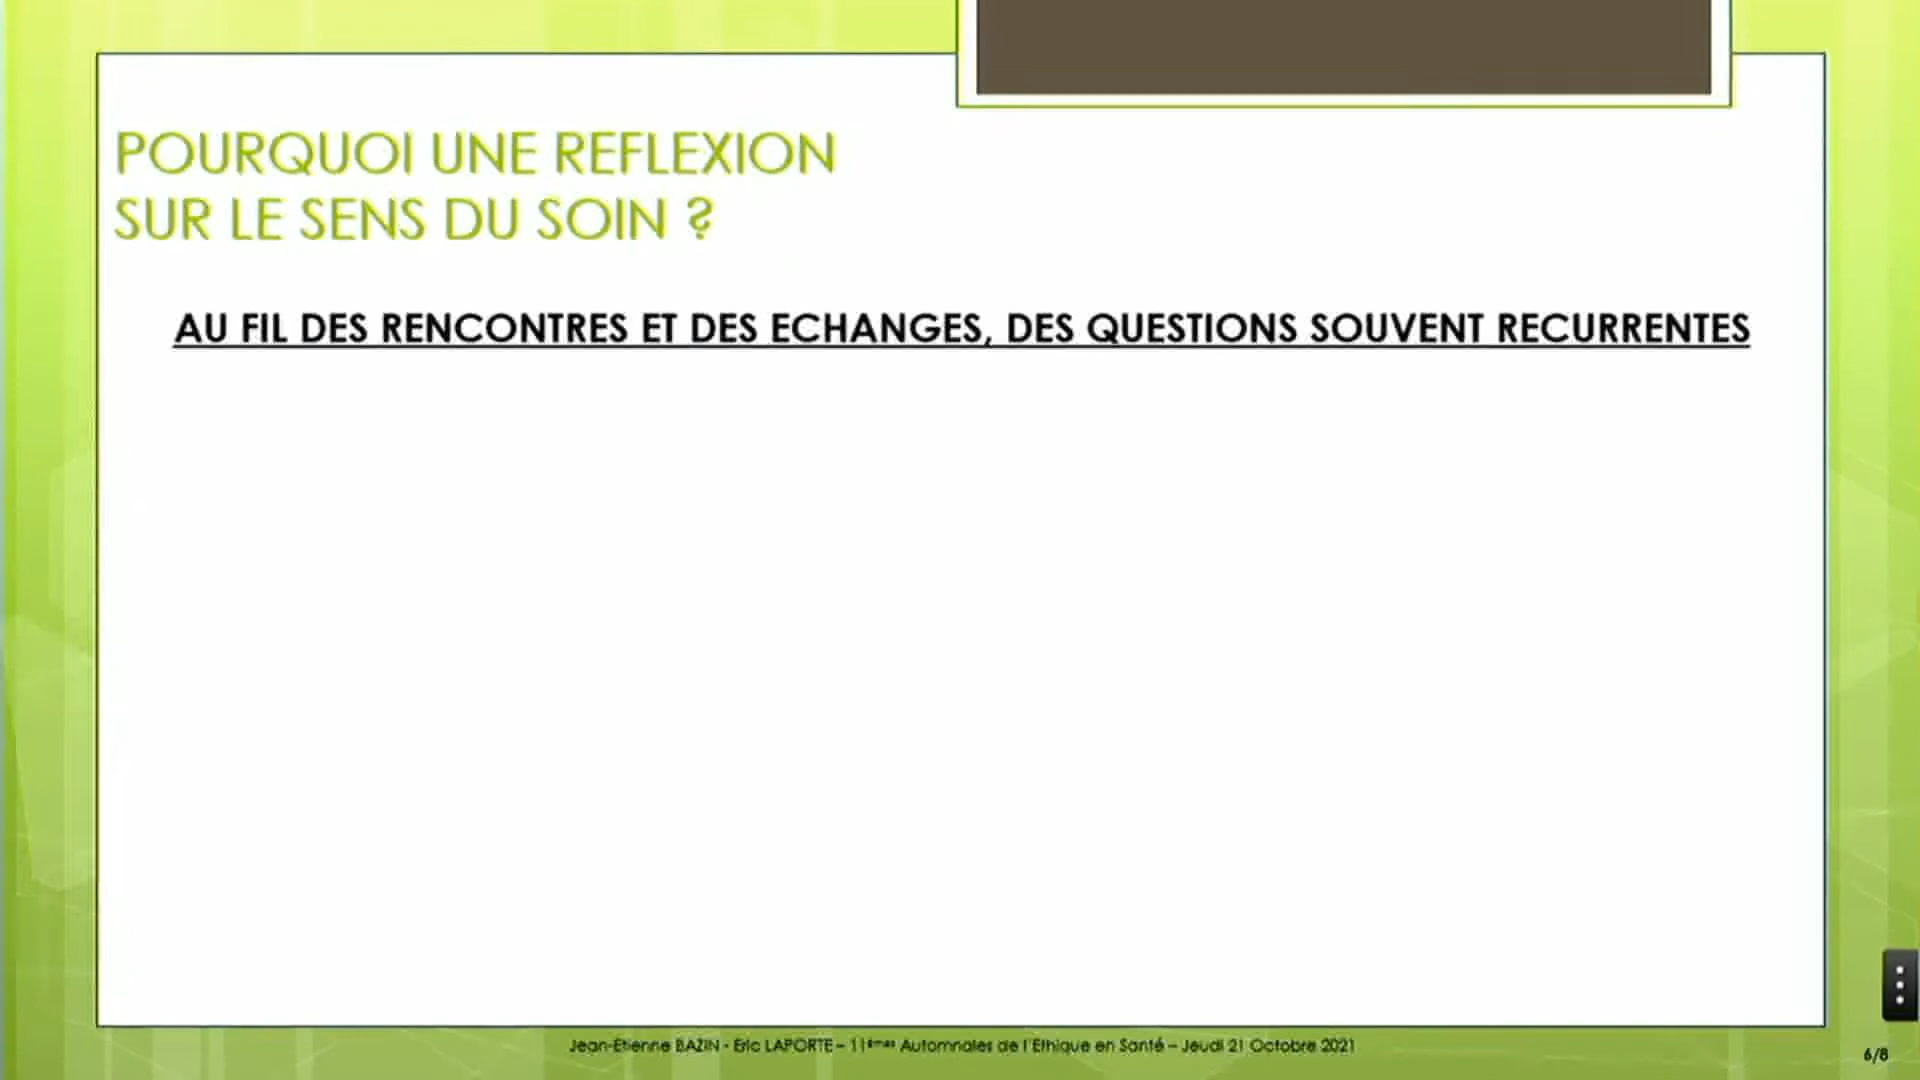 POURQUOI UNE REFLEXION
SUR LE SENS DU SOIN ?
AU FIL DES RENCONTRES ET DES ECHANGES, DES QUESTIONS SOUVENT RECURRENTES
Jean-Etienne BAZIN - Eric LAPORTE – 11èmes Automnales de l'Ethique en Santé – Jeudi 21 Octobre 2021
6/8